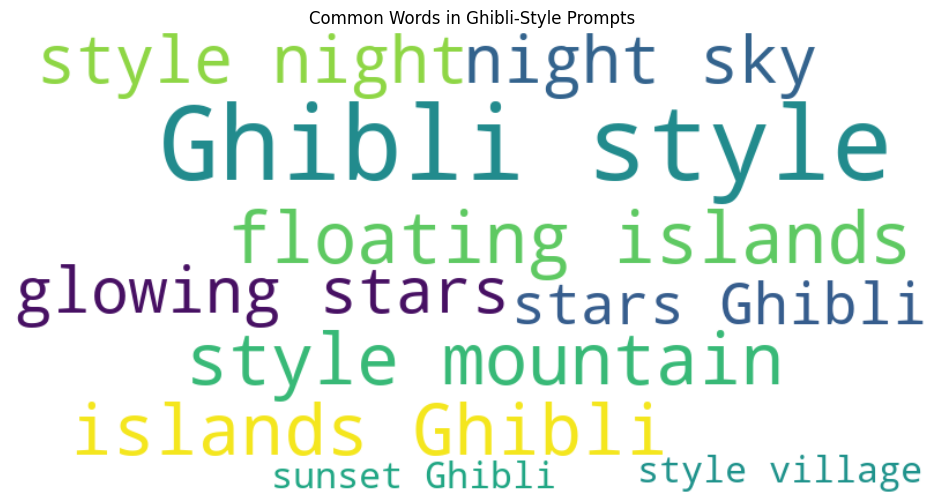 Common Words in Ghibli-Style Prompts
style night night sky
Ghibli style
floating islands
glowing stars stars Ghibli
style mountain
islands Ghibli
sunset Ghibli style village